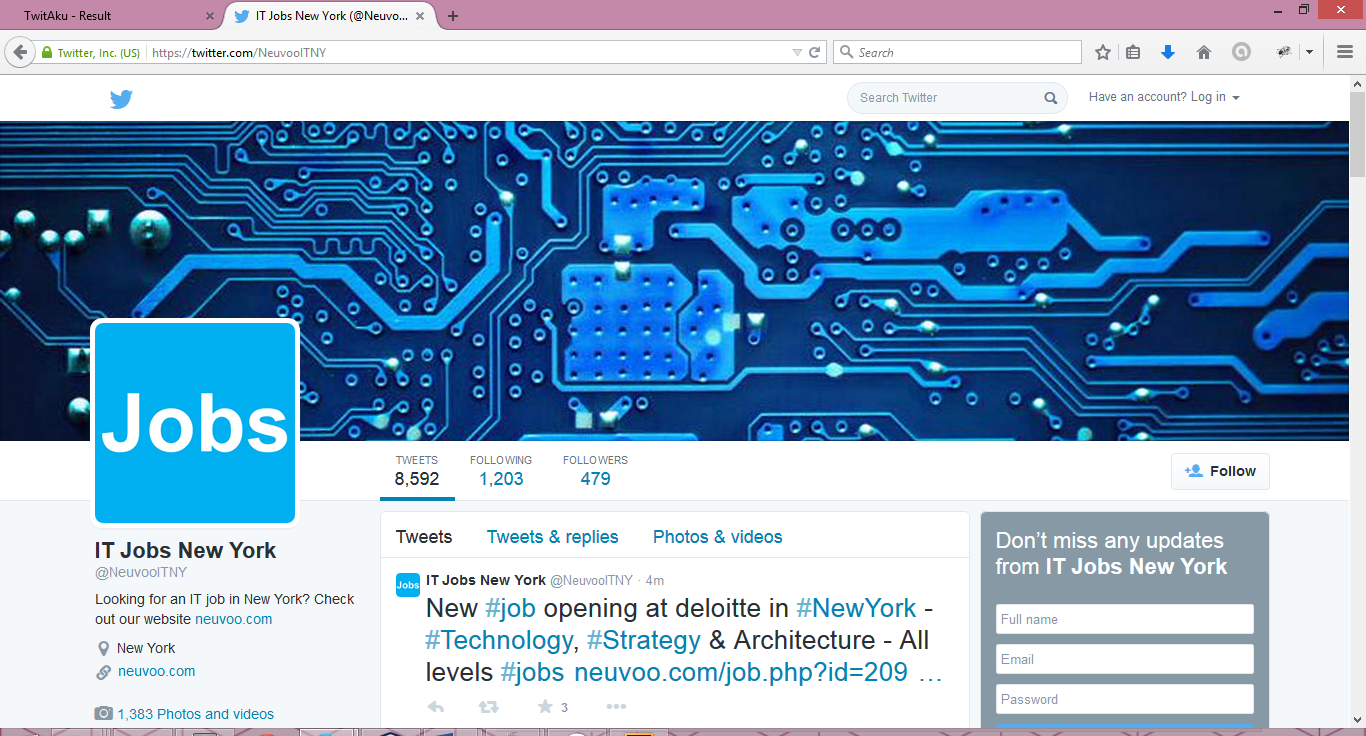 TwitAku - Result
IT Jobs New York (@Neuvo...
Twitter, Inc. (US) https://twitter.com/NeuvooITNY
Search
Search Twitter
Have an account? Log in
Jobs
TWEETS
8,592
FOLLOWING
1,203
FOLLOWERS
479
Follow
IT Jobs New York
@NeuvooITNY
Looking for an IT job in New York? Check
out our website neuvoo.com
New York
neuvoo.com
1,383 Photos and videos
Tweets
Tweets & replies
Photos & videos
Jobs
IT Jobs New York @NeuvooITNY · 4m
New #job opening at deloitte in #NewYork -
#Technology, #Strategy & Architecture - All
levels #jobs neuvoo.com/job.php?id=209 …
3
Don't miss any updates
from IT Jobs New York
Full name
Email
Password